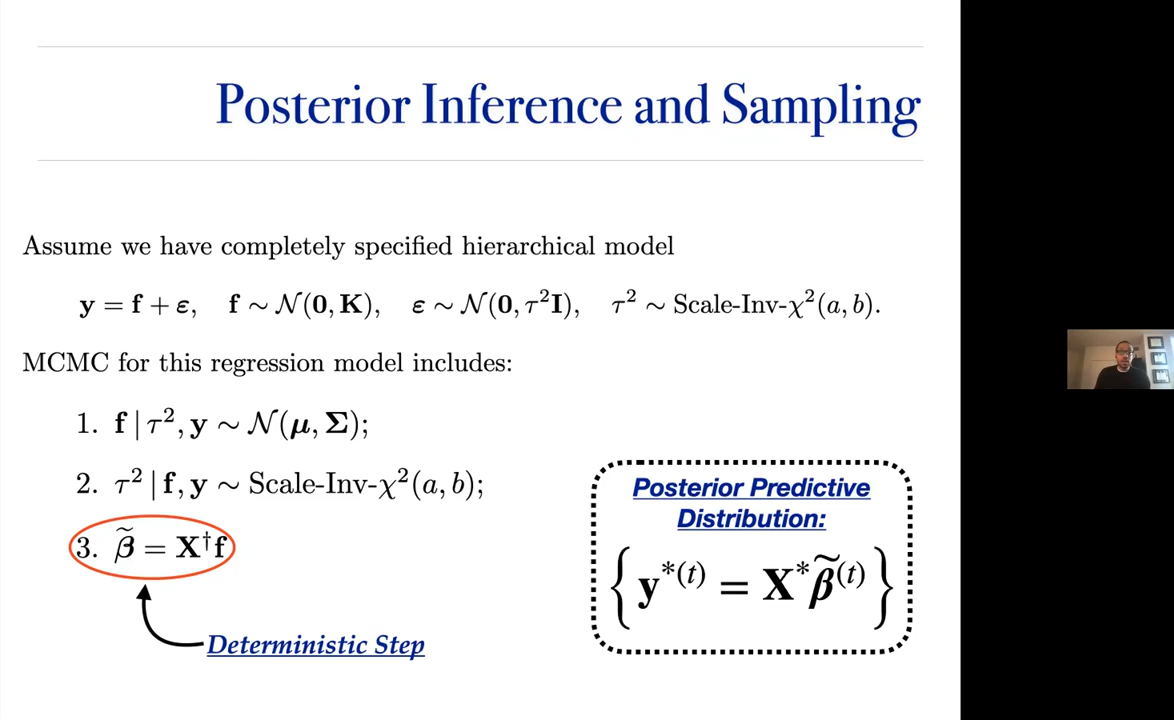 Posterior Inference and Sampling
Assume we have completely specified hierarchical model
y = f + ε, f ∼ 𝒩(0, K), ε ∼ 𝒩(0, τ²I), τ² ∼ Scale-Inv-χ²(a, b).
MCMC for this regression model includes:
1. f | τ², y ∼ 𝒩(μ, Σ);
2. τ² | f, y ∼ Scale-Inv-χ²(a, b);
3. β̃ = X†f
Posterior Predictive
Distribution:
{y*⁽ᵗ⁾ = X*β̃⁽ᵗ⁾}
Deterministic Step